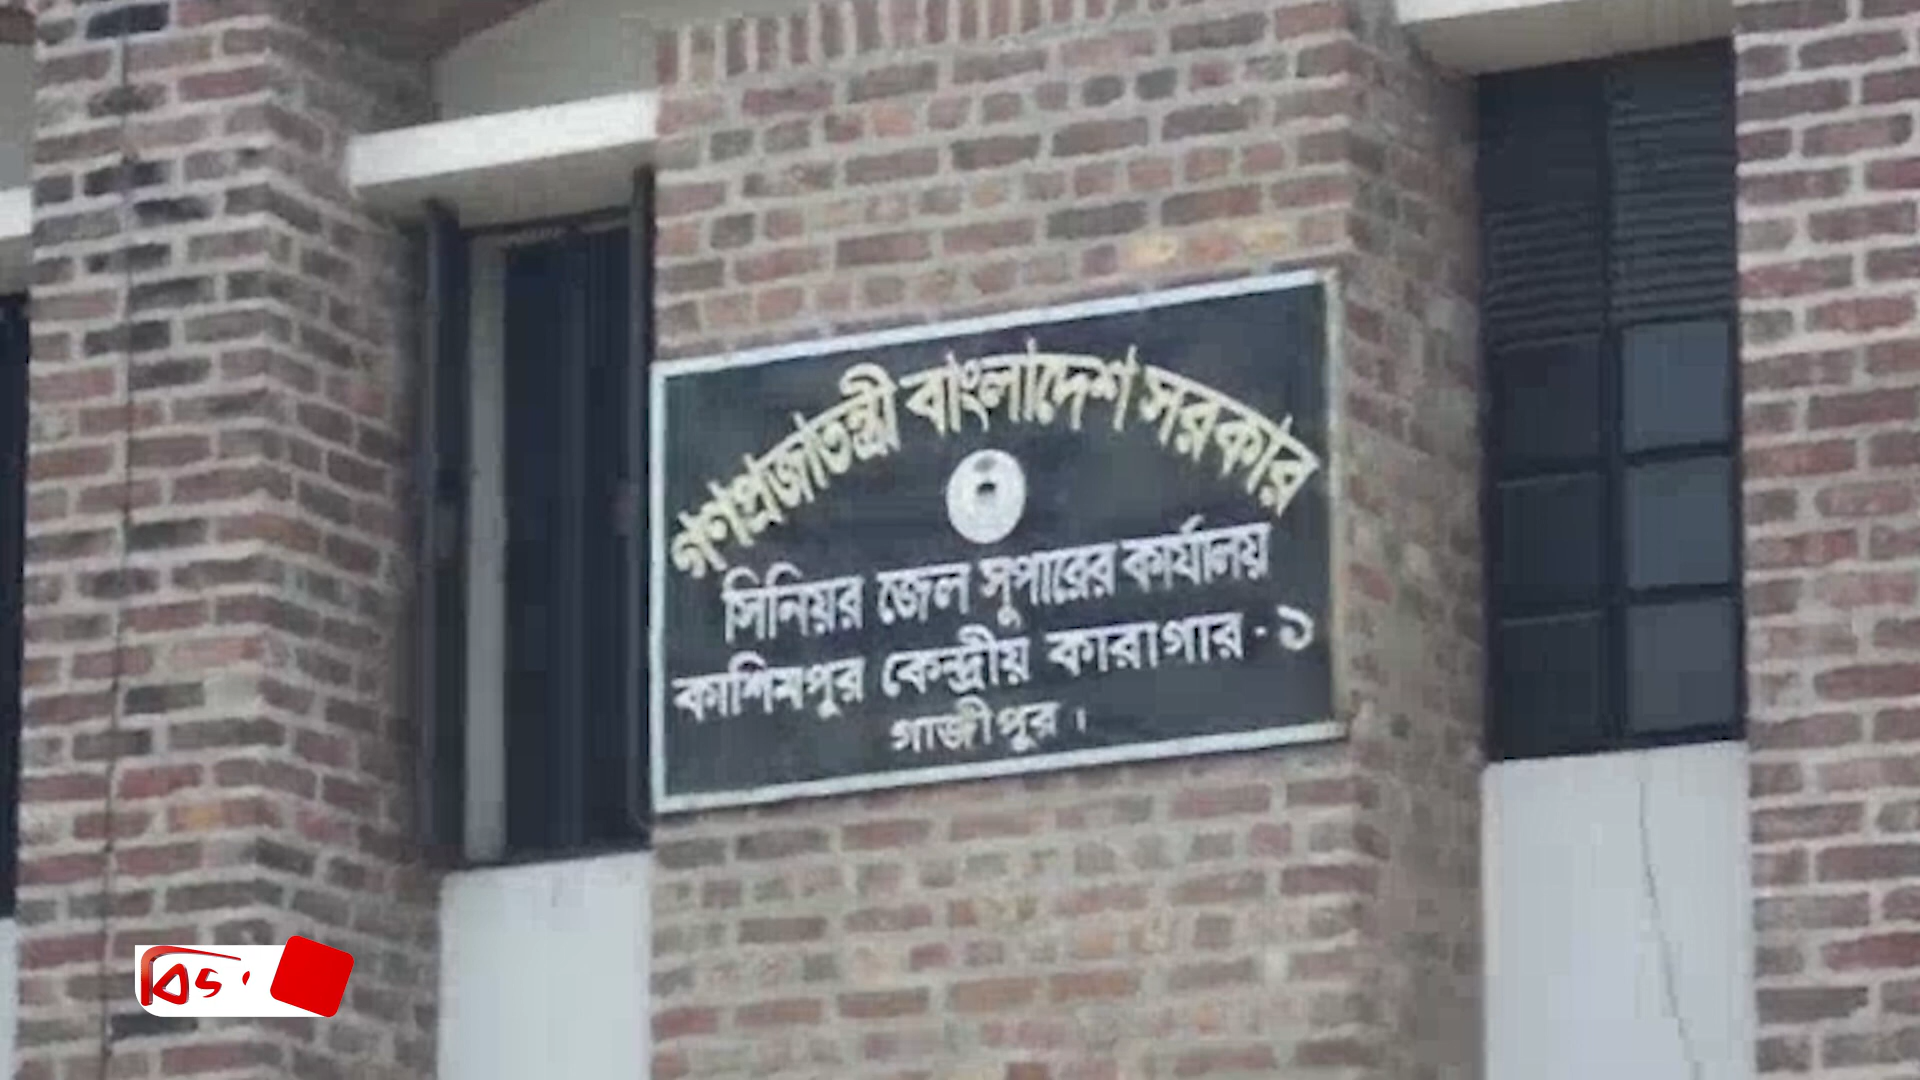 গণপ্রজাতন্ত্রী বাংলাদেশ সরকার
সিনিয়র জেল সুপারের কার্যালয়
কাশিমপুর কেন্দ্রীয় কারাগার - ১
গাজীপুর।